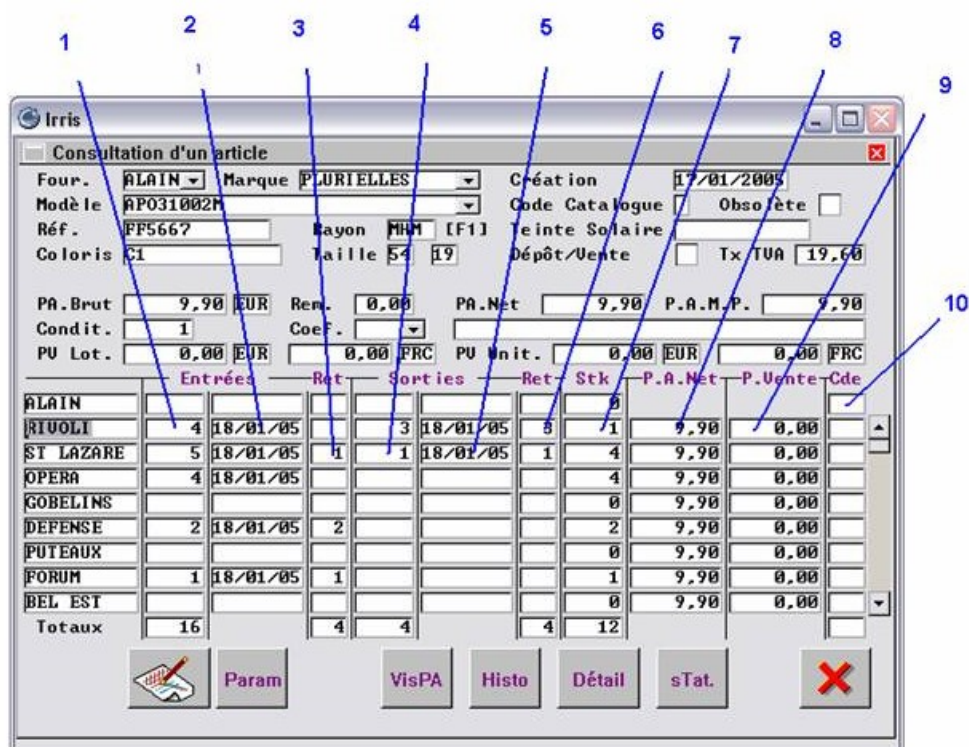 1 2 3 4 5 6 7 8 9
Irris
Consultation d'un article
Four. ALAIN Marque PLURIELLES Création 17/01/2005
Modèle APO31002M Code Catalogue Obsolète
Réf. FF5667 Rayon MHM [F1] Teinte Solaire
Coloris C1 Taille 54 19 Dépôt/Vente Tx TVA 19,60
PA.Brut 9,90 EUR Rem. 0,00 PA.Net 9,90 P.A.M.P. 9,90
Condit. 1 Coef. 10
PV Lot. 0,00 EUR 0,00 FRC PV Unit. 0,00 EUR 0,00 FRC
Entrées Ret Sorties Ret Stk P.A.Net P.Vente Cde
ALAIN 0
RIVOLI 4 18/01/05 3 18/01/05 3 1 9,90 0,00
ST LAZARE 5 18/01/05 1 1 18/01/05 1 4 9,90 0,00
OPERA 4 18/01/05 4 9,90 0,00
GOBELINS 0 9,90 0,00
DEFENSE 2 18/01/05 2 2 9,90 0,00
PUTEAUX 0 9,90 0,00
FORUM 1 18/01/05 1 1 9,90 0,00
BEL EST 0 9,90 0,00
Totaux 16 4 4 4 12
Param VisPA Histo Détail sTat.